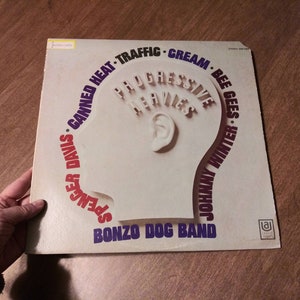 SPENCER DAVIS · CANNED HEAT · TRAFFIC · CREAM · BEE GEES · JOHNNY WINTER ·
PROGRESSIVE
HEAVIES
BONZO DOG BAND